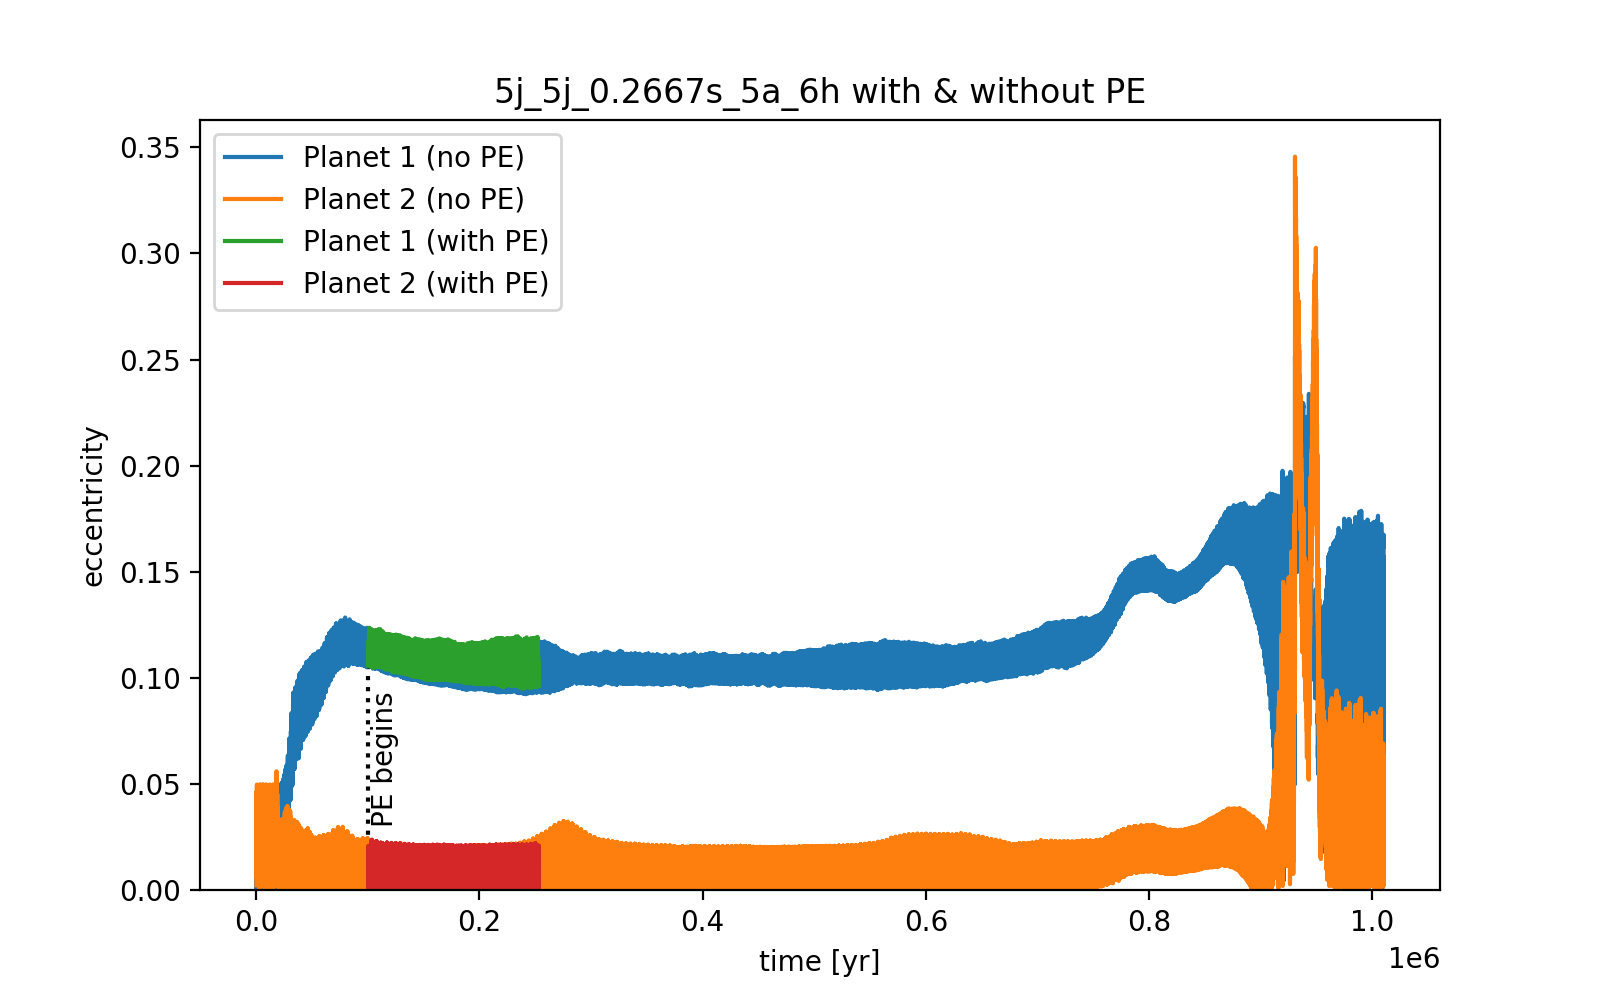 5j_5j_0.2667s_5a_6h with & without PE
Planet 1 (no PE)
Planet 2 (no PE)
Planet 1 (with PE)
Planet 2 (with PE)
eccentricity
0.35
0.30
0.25
0.20
0.15
0.10
0.05
0.00
PE begins
0.0 0.2 0.4 0.6 0.8 1.0
time [yr]
1e6